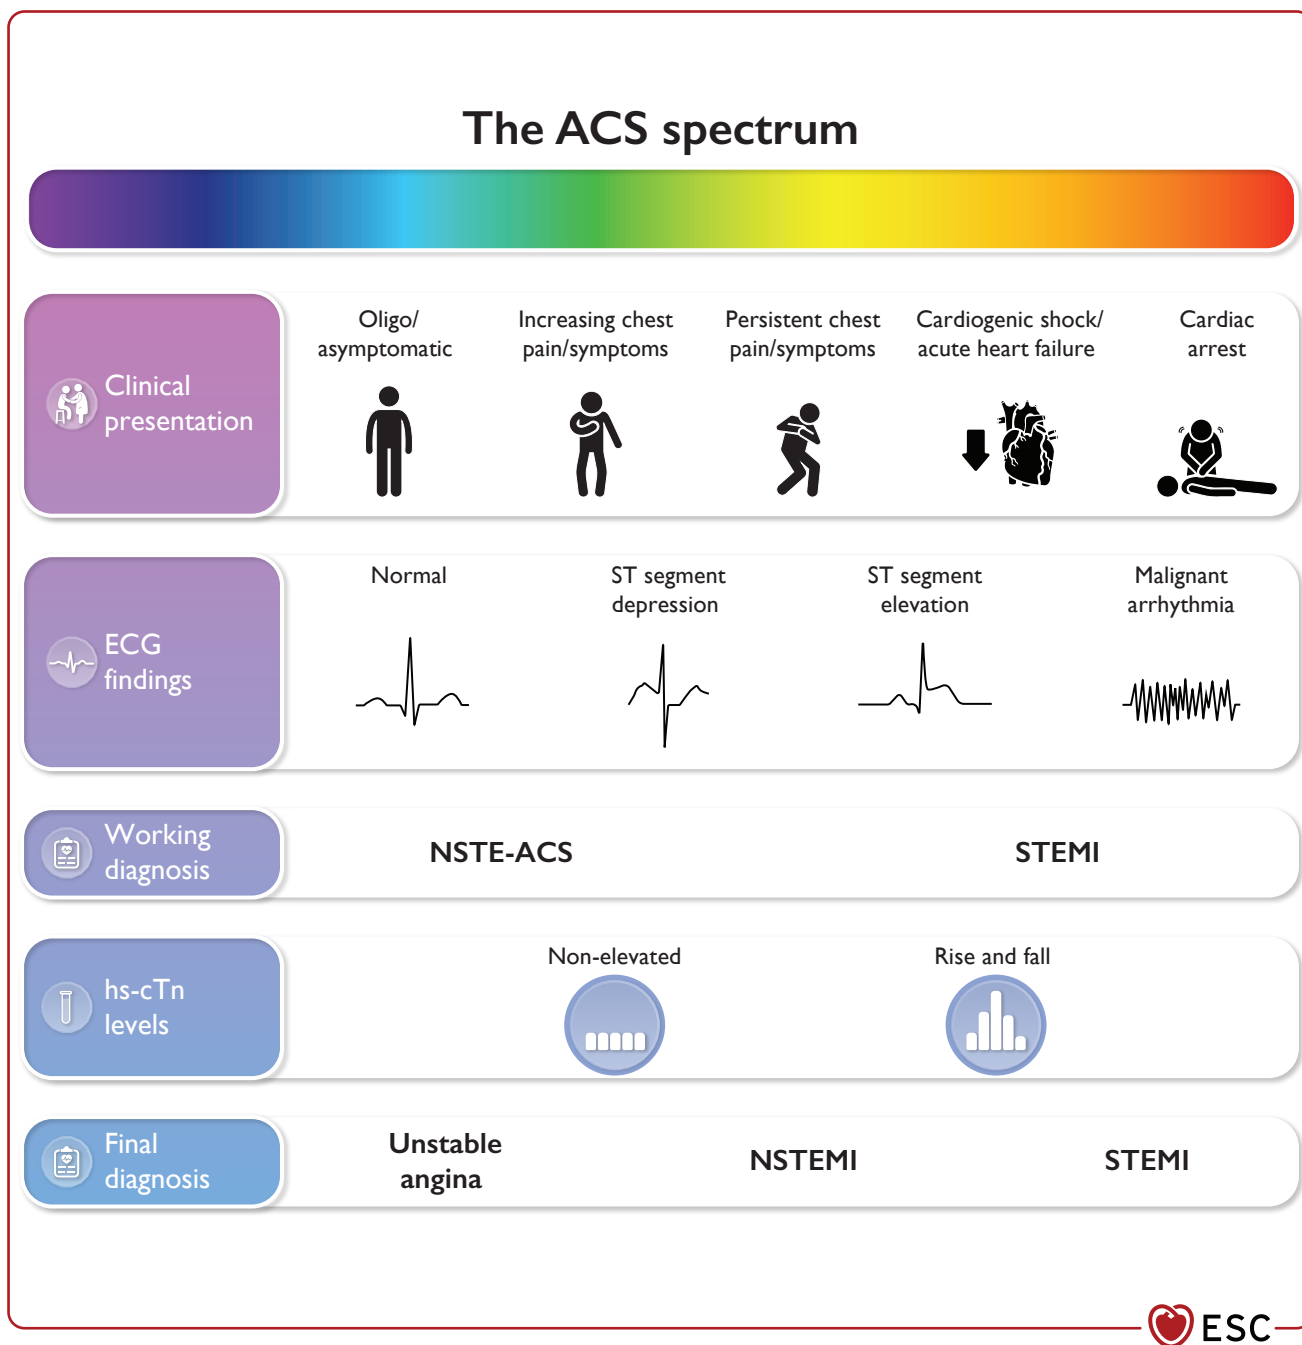 The ACS spectrum
Clinical
presentation
Oligo/
asymptomatic
Increasing chest
pain/symptoms
Persistent chest
pain/symptoms
Cardiogenic shock/
acute heart failure
Cardiac
arrest
ECG
findings
Normal
ST segment
depression
ST segment
elevation
Malignant
arrhythmia
Working
diagnosis
NSTE-ACS
STEMI
hs-cTn
levels
Non-elevated
Rise and fall
Final
diagnosis
Unstable
angina
NSTEMI
STEMI
ESC